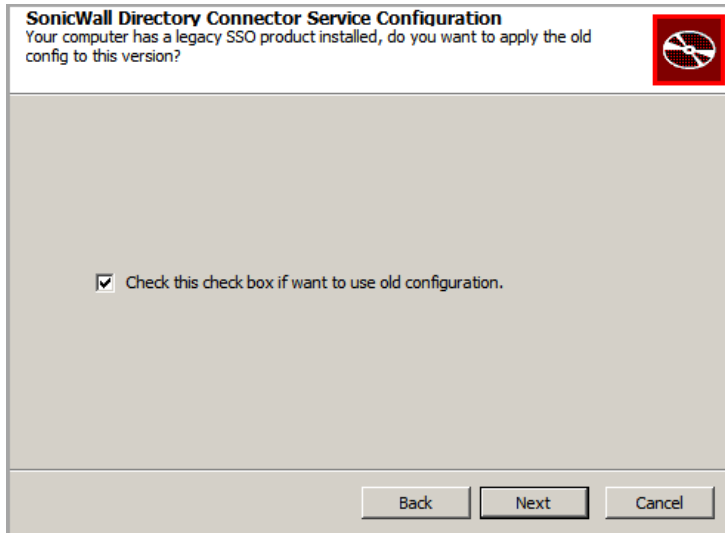 SonicWall Directory Connector Service Configuration
Your computer has a legacy SSO product installed, do you want to apply the old
config to this version?
Check this check box if want to use old configuration.
Back Next Cancel